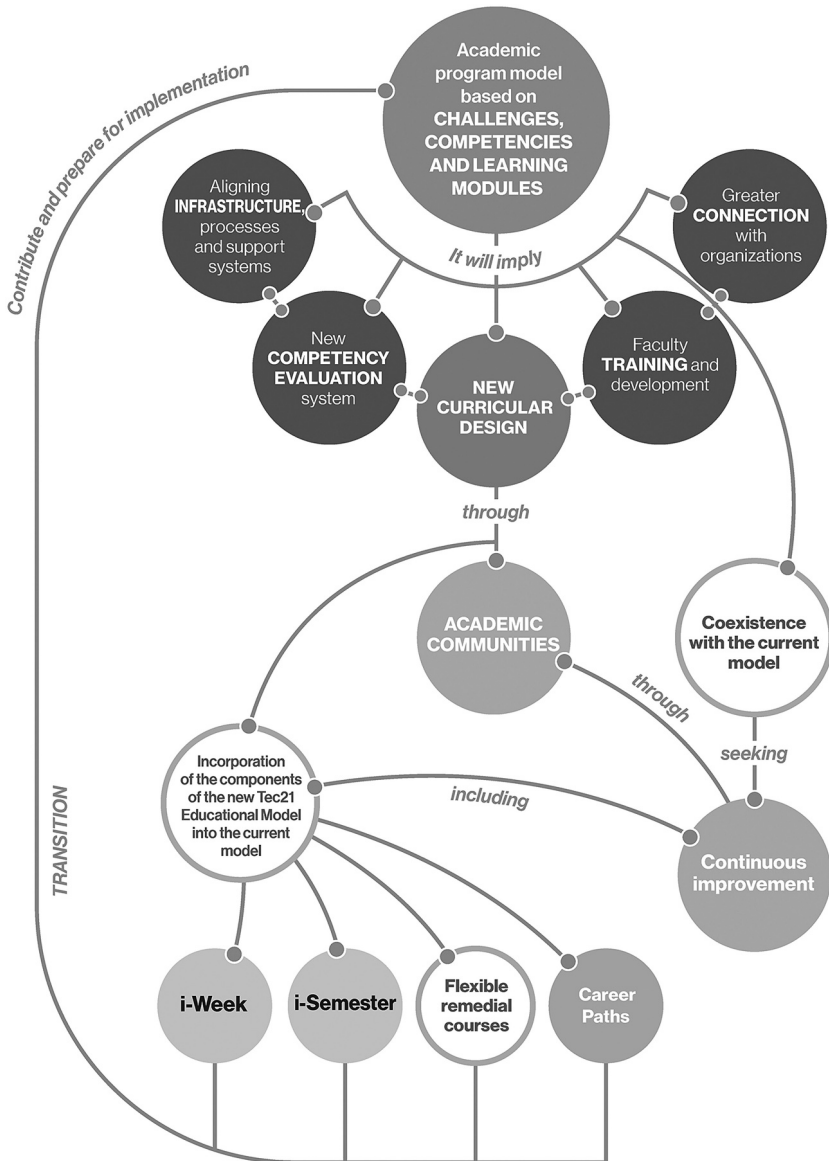 Academic
program model
based on
CHALLENGES,
COMPETENCIES
AND LEARNING
MODULES
Contribute and prepare for implementation
Aligning
INFRASTRUCTURE,
processes
and support
systems
Greater
CONNECTION
with
organizations
It will imply
New
COMPETENCY
EVALUATION
system
NEW
CURRICULAR
DESIGN
Faculty
TRAINING and
development
through
ACADEMIC
COMMUNITIES
Coexistence
with the current
model
through
seeking
Incorporation
of the components
of the new Tec21
Educational Model
into the current
model
including
Continuous
improvement
TRANSITION
i-Week
i-Semester
Flexible
remedial
courses
Career
Paths